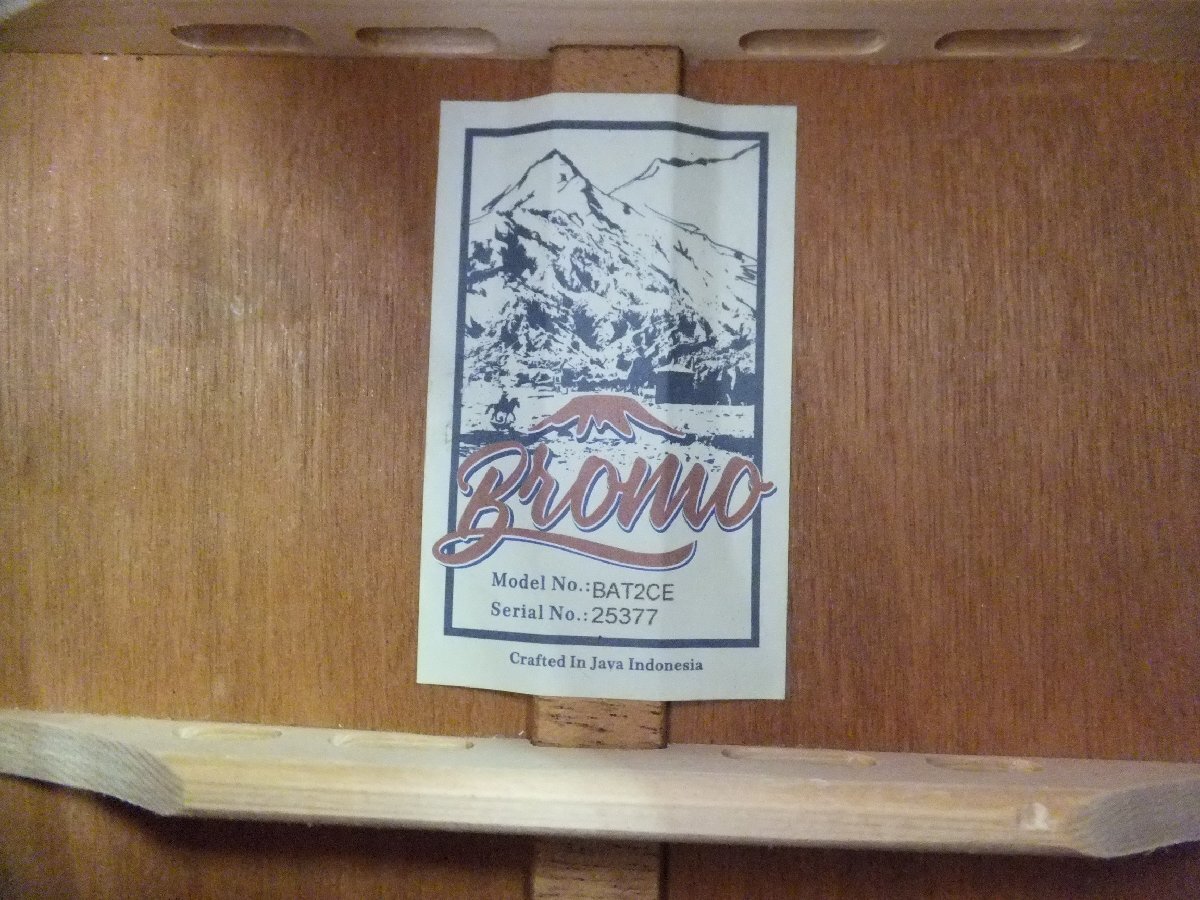 Bromo
Model No.: BAT2CE
Serial No.: 25377
Crafted In Java Indonesia